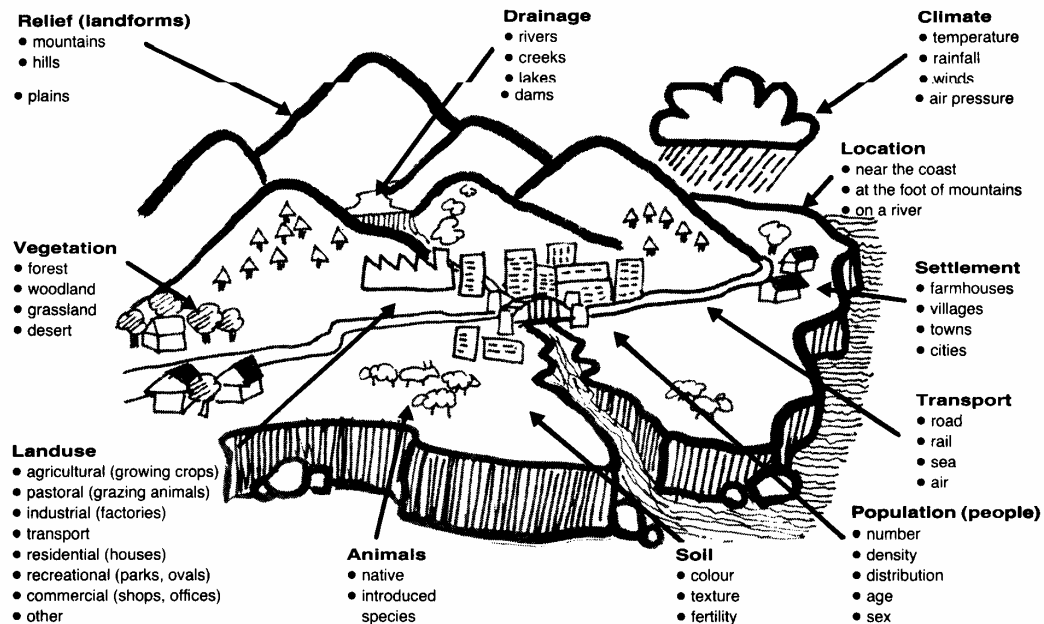 Relief (landforms)
● mountains
● hills
● plains
Drainage
● rivers
● creeks
● lakes
● dams
Climate
● temperature
● rainfall
● winds
● air pressure
Location
● near the coast
● at the foot of mountains
● on a river
Vegetation
● forest
● woodland
● grassland
● desert
Settlement
● farmhouses
● villages
● towns
● cities
Transport
● road
● rail
● sea
● air
Landuse
● agricultural (growing crops)
● pastoral (grazing animals)
● industrial (factories)
● transport
● residential (houses)
● recreational (parks, ovals)
● commercial (shops, offices)
● other
Animals
● native
● introduced
species
Soil
● colour
● texture
● fertility
Population (people)
● number
● density
● distribution
● age
● sex